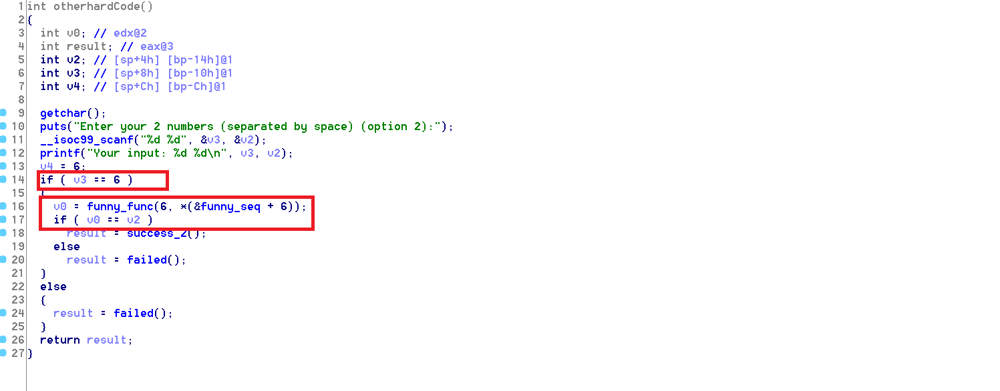 1 int otherhardCode()
2 {
3 int v0; // edx@2
4 int result; // eax@3
5 int v2; // [sp+4h] [bp-14h]@1
6 int v3; // [sp+8h] [bp-10h]@1
7 int v4; // [sp+Ch] [bp-Ch]@1
8
9 getchar();
10 puts("Enter your 2 numbers (separated by space) (option 2):");
11 __isoc99_scanf("%d %d", &v3, &v2);
12 printf("Your input: %d %d\n", v3, v2);
13 v4 = 6;
14 if ( v3 == 6 )
15 {
16 v0 = funny_func(6, *(&funny_seq + 6));
17 if ( v0 == v2 )
18 result = success_2();
19 else
20 result = failed();
21 }
22 else
23 {
24 result = failed();
25 }
26 return result;
27 }